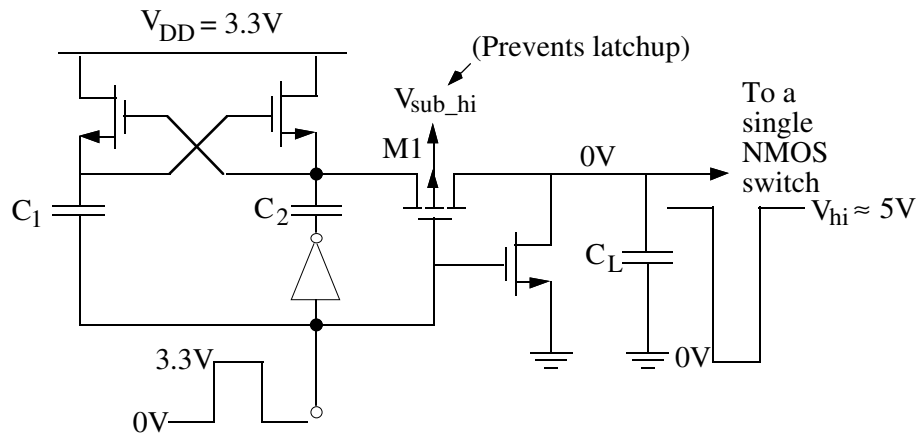 V_DD = 3.3V
(Prevents latchup)
V_sub_hi
To a
single
NMOS
switch
M1
0V
C_1
C_2
C_L
V_hi ≈ 5V
3.3V
0V
0V